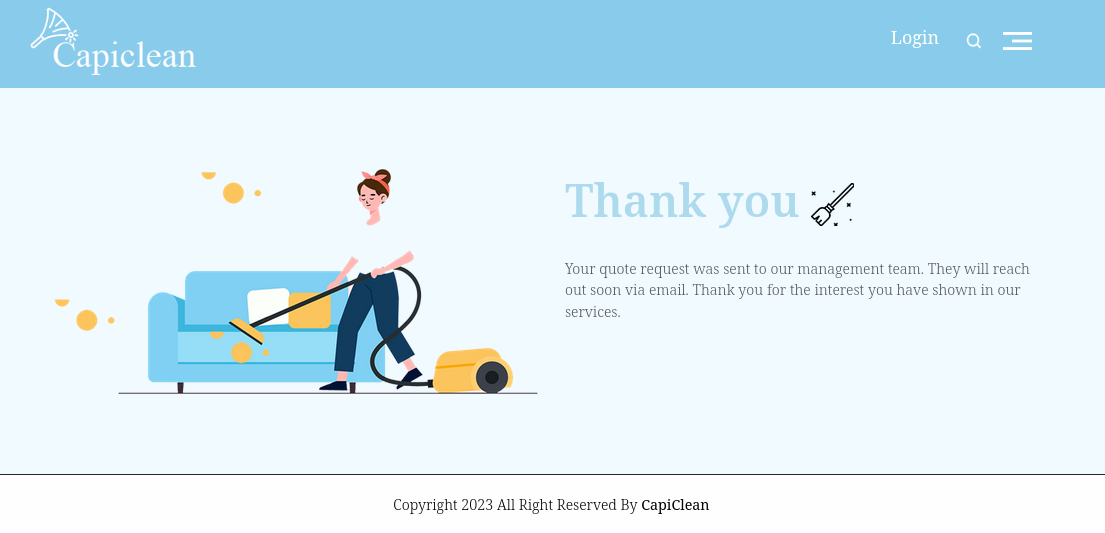 Capiclean
Login
Thank you
Your quote request was sent to our management team. They will reach
out soon via email. Thank you for the interest you have shown in our
services.
Copyright 2023 All Right Reserved By CapiClean